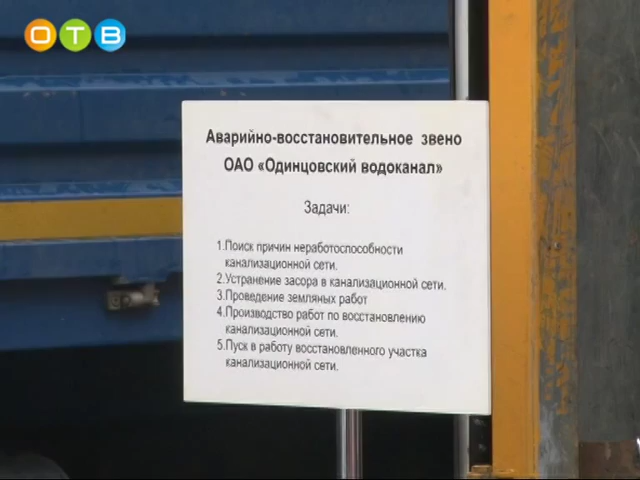 ОТВ
Аварийно-восстановительное звено
ОАО «Одинцовский водоканал»
Задачи:
1.Поиск причин неработоспособности
канализационной сети.
2.Устранение засора в канализационной сети.
3.Проведение земляных работ
4.Производство работ по восстановлению
канализационной сети.
5.Пуск в работу восстановленного участка
канализационной сети.